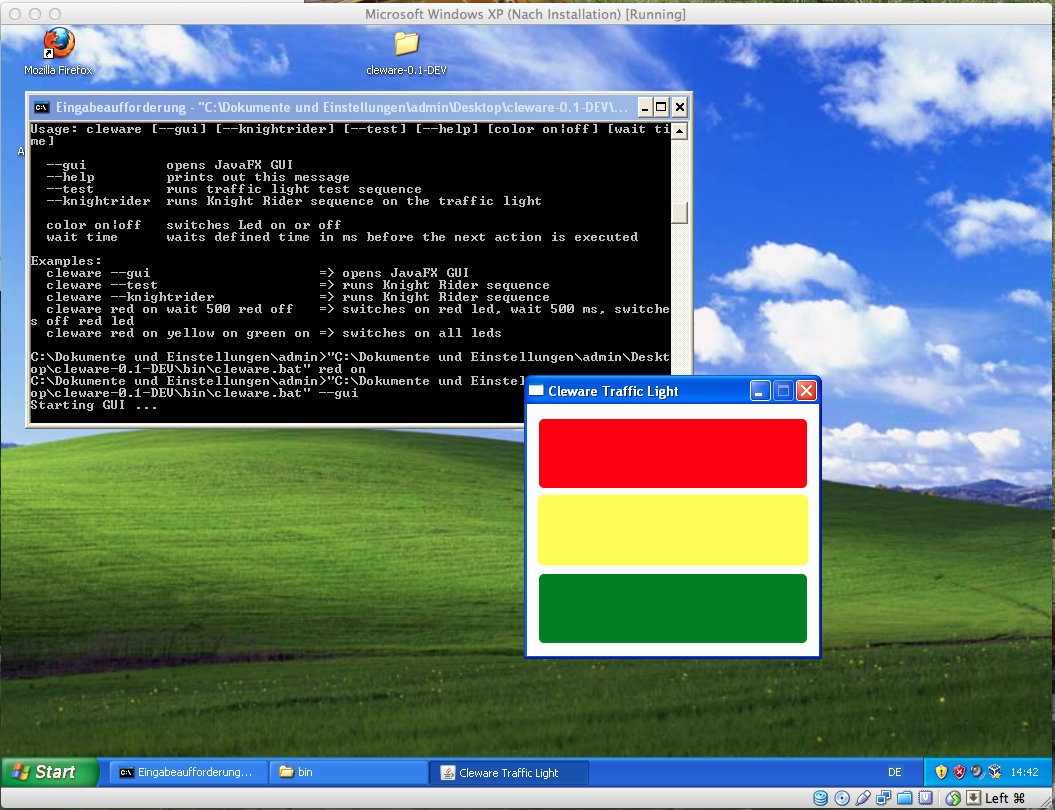 Microsoft Windows XP (Nach Installation) [Running]
Mozilla Firefox
cleware-0.1-DEV
Eingabeaufforderung - "C:\Dokumente und Einstellungen\admin\Desktop\cleware-0.1-DEV\...
Usage: cleware [--gui] [--knightrider] [--test] [--help] [color on|off] [wait ti
me]
--gui opens JavaFX GUI
--help prints out this message
--test runs traffic light test sequence
--knightrider runs Knight Rider sequence on the traffic light
color on|off switches Led on or off
wait time waits defined time in ms before the next action is executed
Examples:
cleware --gui => opens JavaFX GUI
cleware --test => runs Knight Rider sequence
cleware --knightrider => runs Knight Rider sequence
cleware red on wait 500 red off => switches on red led, wait 500 ms, switche
s off red led
cleware red on yellow on green on => switches on all leds
C:\Dokumente und Einstellungen\admin>"C:\Dokumente und Einstellungen\admin\Deskt
op\cleware-0.1-DEV\bin\cleware.bat" red on
C:\Dokumente und Einstellungen\admin>"C:\Dokumente und Einstel
op\cleware-0.1-DEV\bin\cleware.bat" --gui
Starting GUI ...
Cleware Traffic Light
Start
Eingabeaufforderung...
bin
Cleware Traffic Light
DE
14:42
Left ⌘